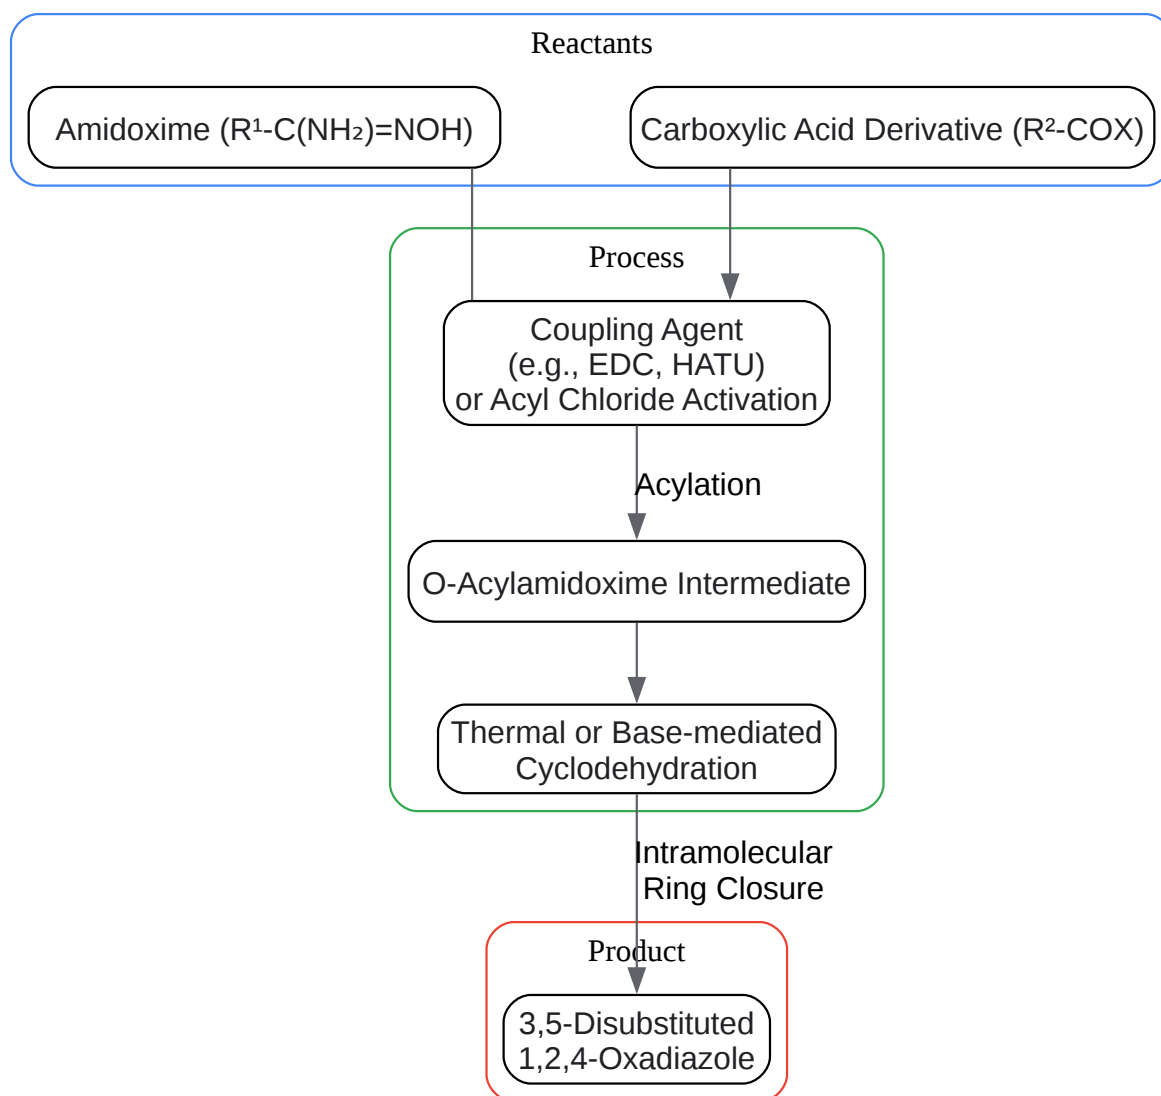 Reactants
Amidoxime (R¹-C(NH₂)=NOH)
Carboxylic Acid Derivative (R²-COX)
Process
Coupling Agent
(e.g., EDC, HATU)
or Acyl Chloride Activation
Acylation
O-Acylamidoxime Intermediate
Thermal or Base-mediated
Cyclodehydration
Intramolecular
Ring Closure
Product
3,5-Disubstituted
1,2,4-Oxadiazole